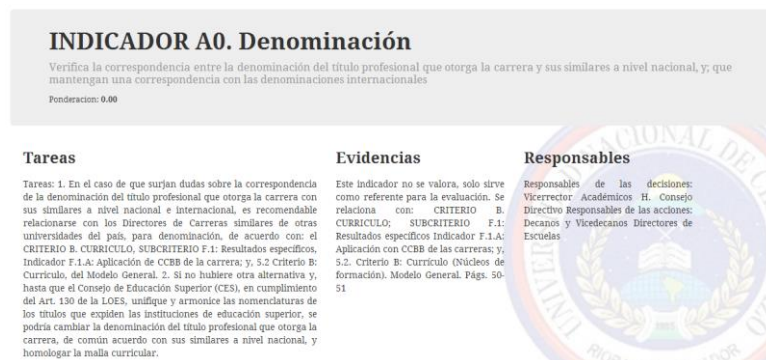 INDICADOR A0. Denominación
Verifica la correspondencia entre la denominación del título profesional que otorga la carrera y sus similares a nivel nacional, y; que
mantengan una correspondencia con las denominaciones internacionales
Ponderacion: 0.00
Tareas
Tareas: 1. En el caso de que surjan dudas sobre la correspondencia
de la denominación del título profesional que otorga la carrera con
sus similares a nivel nacional e internacional, es recomendable
relacionarse con los Directores de Carreras similares de otras
universidades del país, para denominación, de acuerdo con: el
CRITERIO B. CURRICULO, SUBCRITERIO F.1: Resultados específicos,
Indicador F.1.A: Aplicación de CCBB de la carrera; y, 5.2 Criterio B:
Currículo, del Modelo General. 2. Si no hubiere otra alternativa y,
hasta que el Consejo de Educación Superior (CES), en cumplimiento
del Art. 130 de la LOES, unifique y armonice las nomenclaturas de
los títulos que expiden las instituciones de educación superior, se
podría cambiar la denominación del título profesional que otorga la
carrera, de común acuerdo con sus similares a nivel nacional, y
homologar la malla curricular.
Evidencias
Este indicador no se valora, solo sirve
como referente para la evaluación. Se
relaciona con: CRITERIO B.
CURRICULO; SUBCRITERIO F.1:
Resultados específicos Indicador F.1.A:
Aplicación con CCBB de las carreras; y,
5.2. Criterio B: Currículo (Núcleos de
formación). Modelo General. Págs. 50-
51
Responsables
Responsables de las decisiones:
Vicerrector Académicos H. Consejo
Directivo Responsables de las acciones:
Decanos y Vicedecanos Directores de
Escuelas